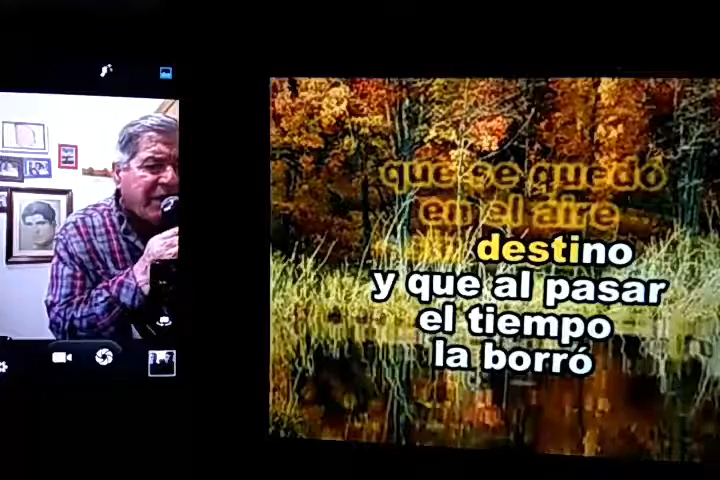 que se quedó
en el aire
destino
y que al pasar
el tiempo
la borró